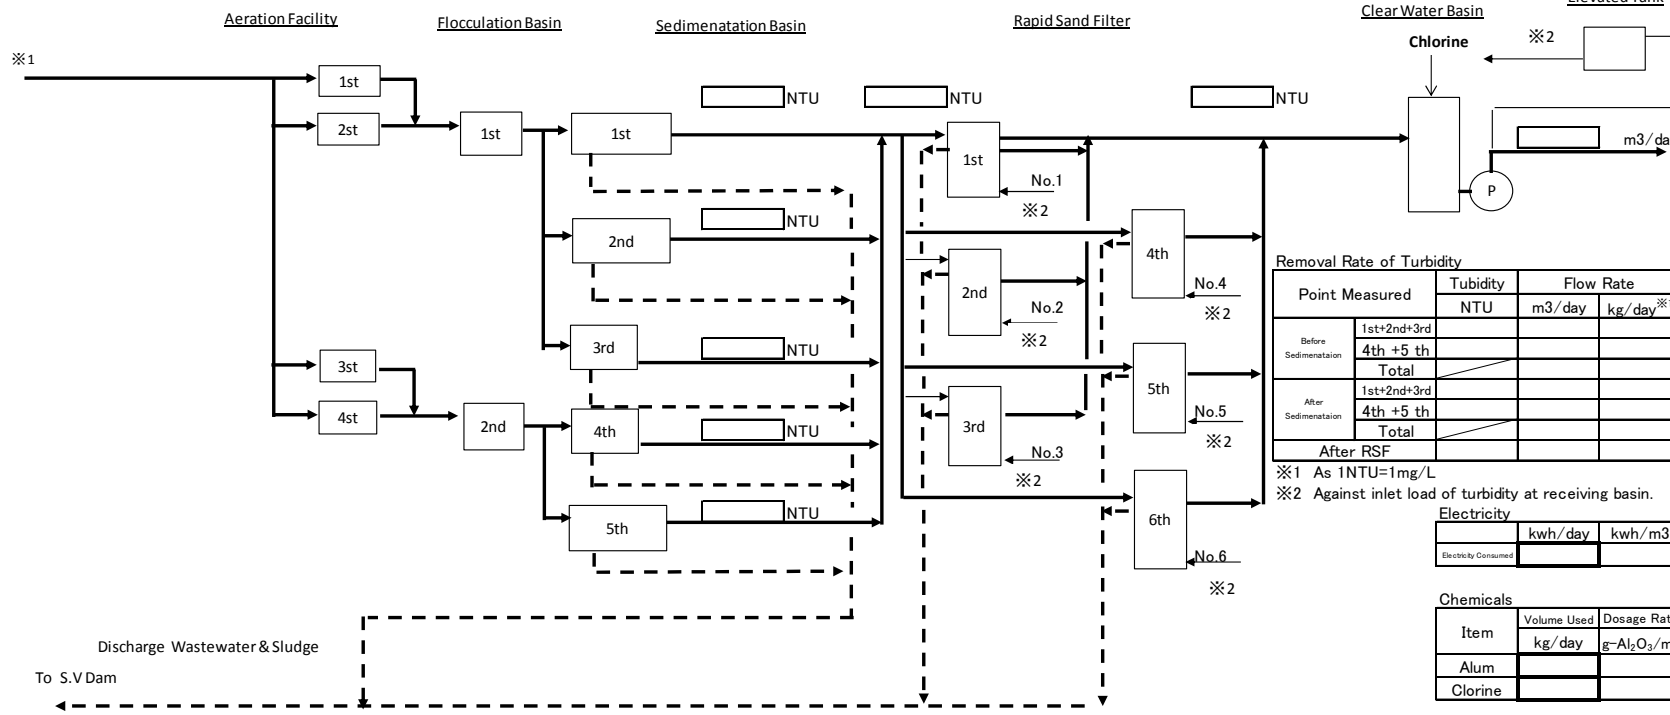 Aeration Facility
Flocculation Basin
Sedimenatation Basin
Rapid Sand Filter
Clear Water Basin
Elevated Tank
※1
Chlorine
※2
1st
2st
1st
1st
NTU
NTU
NTU
1st
No.1
※2
m3/da
P
2nd
NTU
2nd
No.2
※2
4th
No.4
※2
3st
4st
2nd
3rd
NTU
4th
NTU
5th
NTU
3rd
No.3
※2
5th
No.5
※2
6th
No.6
※2
Removal Rate of Turbidity
Point Measured
Tubidity
Flow Rate
NTU
m3/day
kg/day※
Before
Sedimenataion
1st+2nd+3rd
4th +5 th
Total
After
Sedimenataion
1st+2nd+3rd
4th +5 th
Total
After RSF
※1 As 1NTU=1mg/L
※2 Against inlet load of turbidity at receiving basin.
Electricity
kwh/day
kwh/m3
Electricity Consumed
Chemicals
Item
Volume Used
Dosage Rat
kg/day
g-Al₂O₃/m
Alum
Clorine
Discharge Wastewater & Sludge
To S.V Dam